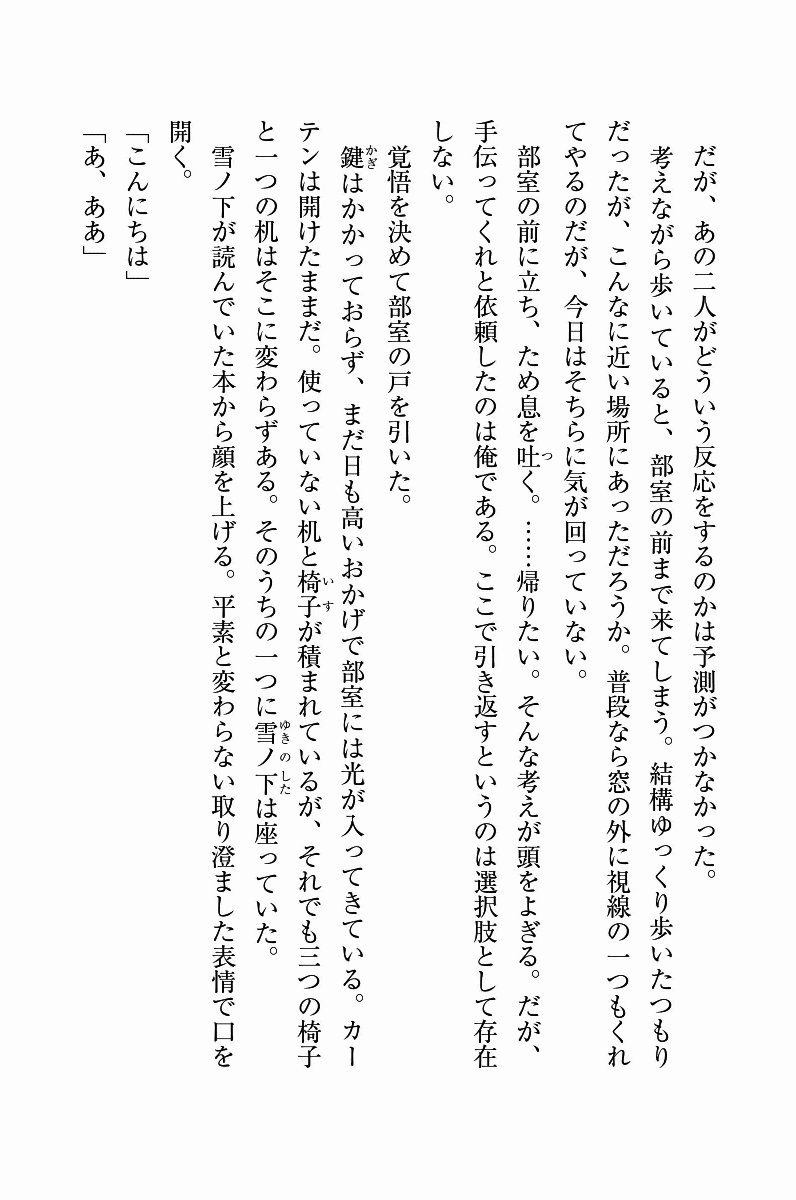 だが、あの二人がどういう反応をするのかは予測がつかなかった。
考えながら歩いていると、部室の前まで来てしまう。結構ゆっくり歩いたつもり
だったが、こんなに近い場所にあっただろうか。普段なら窓の外に視線の一つもくれ
てやるのだが、今日はそちらに気が回っていない。
部室の前に立ち、ため息を吐く。……帰りたい。そんな考えが頭をよぎる。だが、
手伝ってくれと依頼したのは俺である。ここで引き返すというのは選択肢として存在
しない。
覚悟を決めて部室の戸を引いた。
鍵はかかっておらず、まだ日も高いおかげで部室には光が入ってきている。カー
テンは開けたままだ。使っていない机と椅子が積まれているが、それでも三つの椅子
と一つの机はそこに変わらずある。そのうちの一つに雪ノ下は座っていた。
雪ノ下が読んでいた本から顔を上げる。平素と変わらない取り澄ました表情で口を
開く。
「こんにちは」
「あ、ああ」